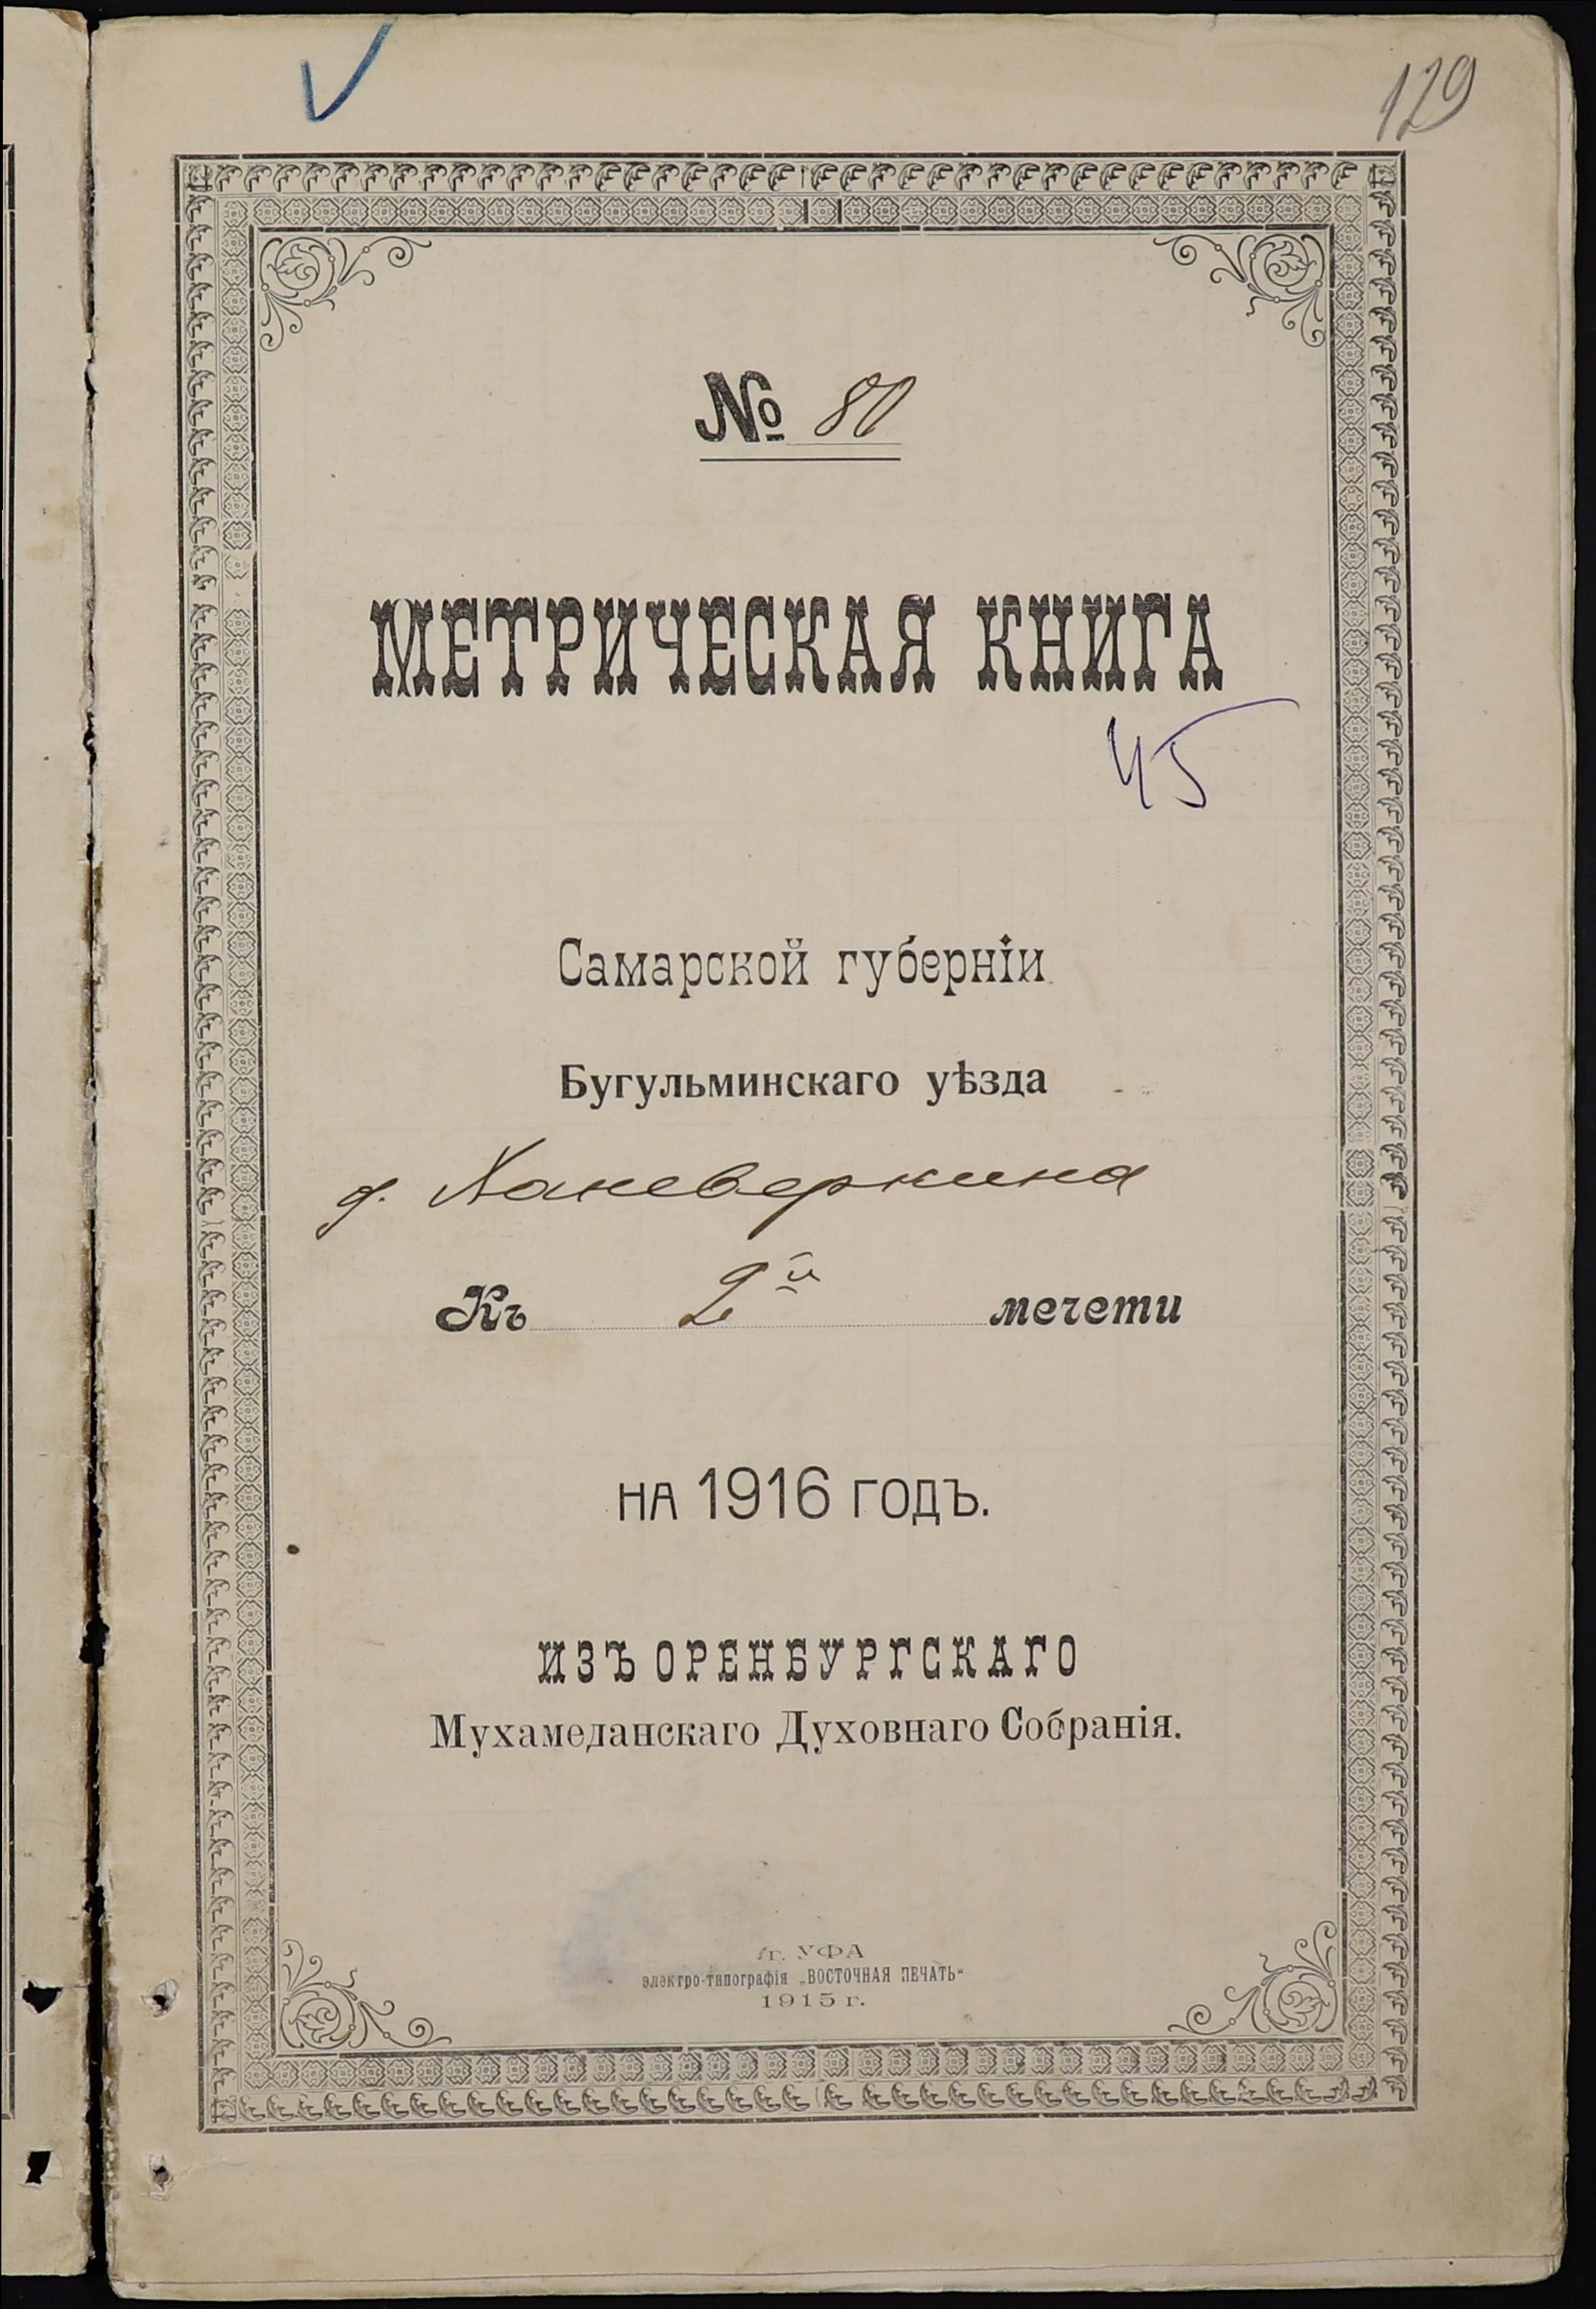 129
№ 80
МЕТРИЧЕСКАЯ КНИГА
45
Самарской губерніи
Бугульминскаго уѣзда
д. Ханеверкина
Къ 2й мечети
НА 1916 ГОДЪ.
ИЗЪ ОРЕНБУРГСКАГО
Мухамеданскаго Духовнаго Собранія.
г. УФА
электро-типографія „ВОСТОЧНАЯ ПЕЧАТЬ“
1915 г.